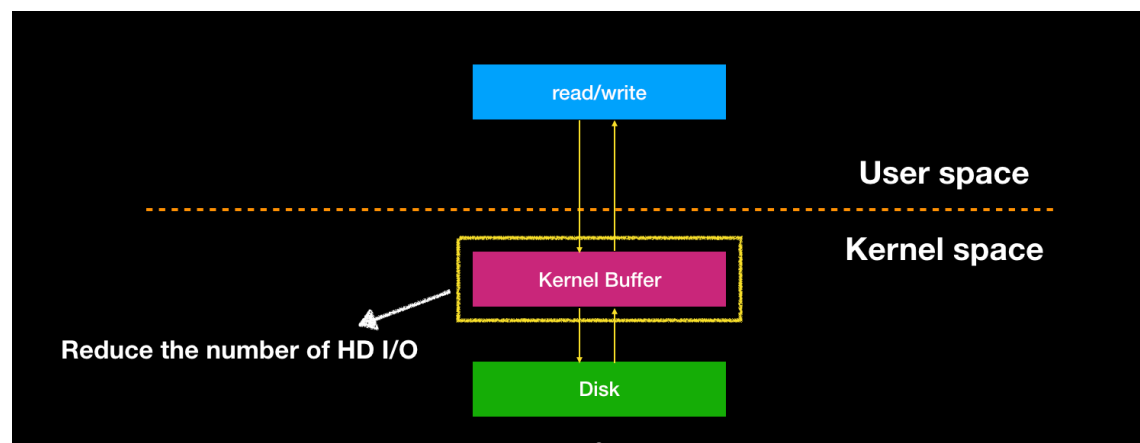 read/write
User space
Kernel space
Kernel Buffer
Reduce the number of HD I/O
Disk